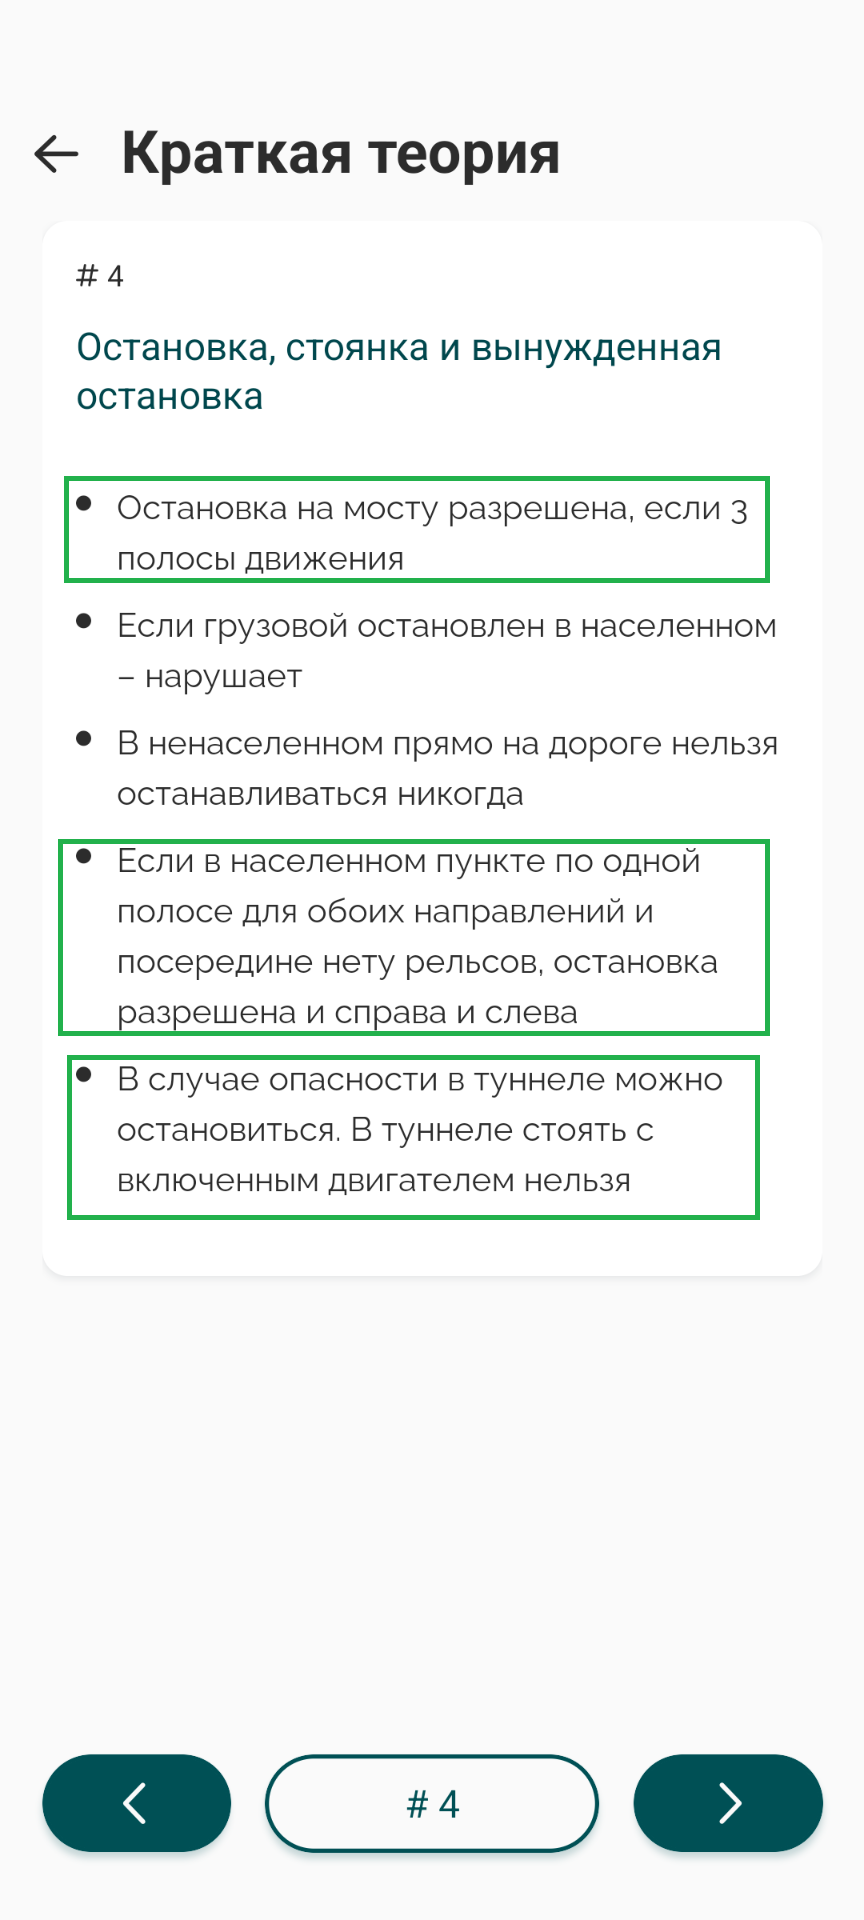 Краткая теория
# 4
Остановка, стоянка и вынужденная
остановка
• Остановка на мосту разрешена, если 3
полосы движения
• Если грузовой остановлен в населенном
– нарушает
• В ненаселенном прямо на дороге нельзя
останавливаться никогда
• Если в населенном пункте по одной
полосе для обоих направлений и
посередине нету рельсов, остановка
разрешена и справа и слева
• В случае опасности в туннеле можно
остановиться. В туннеле стоять с
включенным двигателем нельзя
# 4